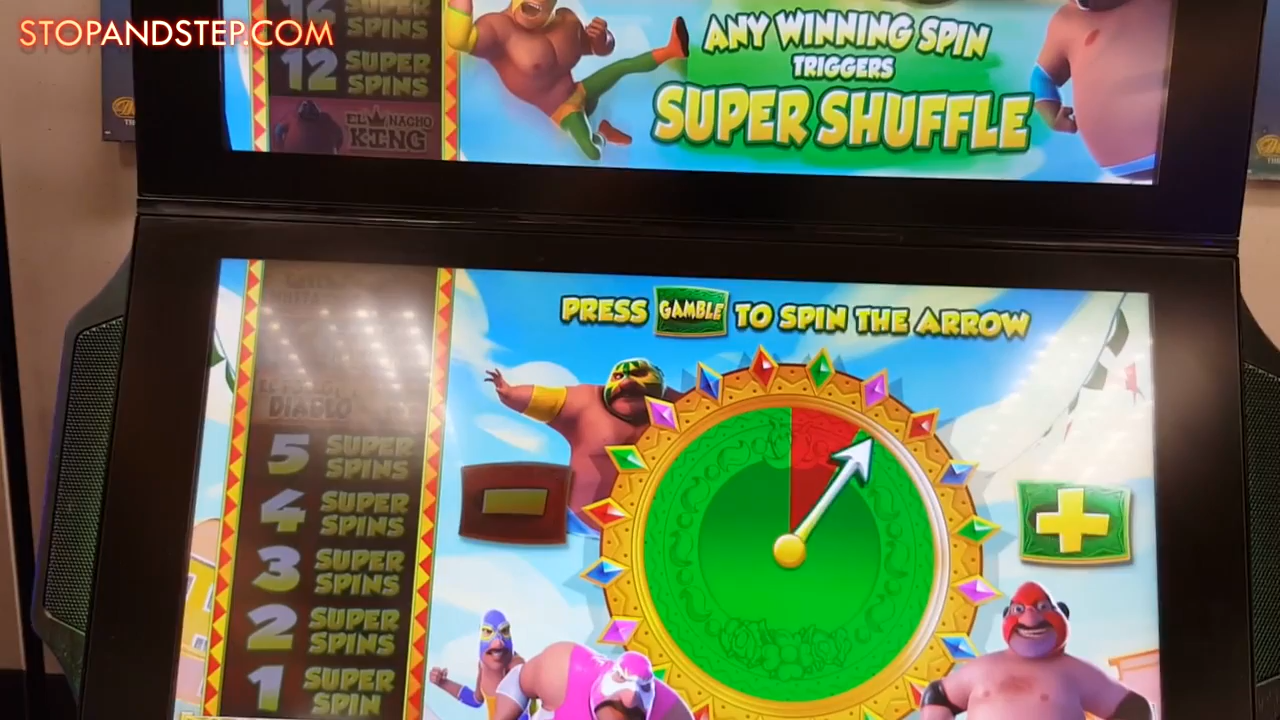 STOPANDSTEP.COM
SUPER
SPINS
12 SUPER
SPINS
EL NACHO
KING
ANY WINNING SPIN
TRIGGERS
SUPER SHUFFLE
PRESS GAMBLE TO SPIN THE ARROW
DIABLO
5 SUPER
SPINS
4 SUPER
SPINS
3 SUPER
SPINS
2 SUPER
SPINS
1 SUPER
SPIN